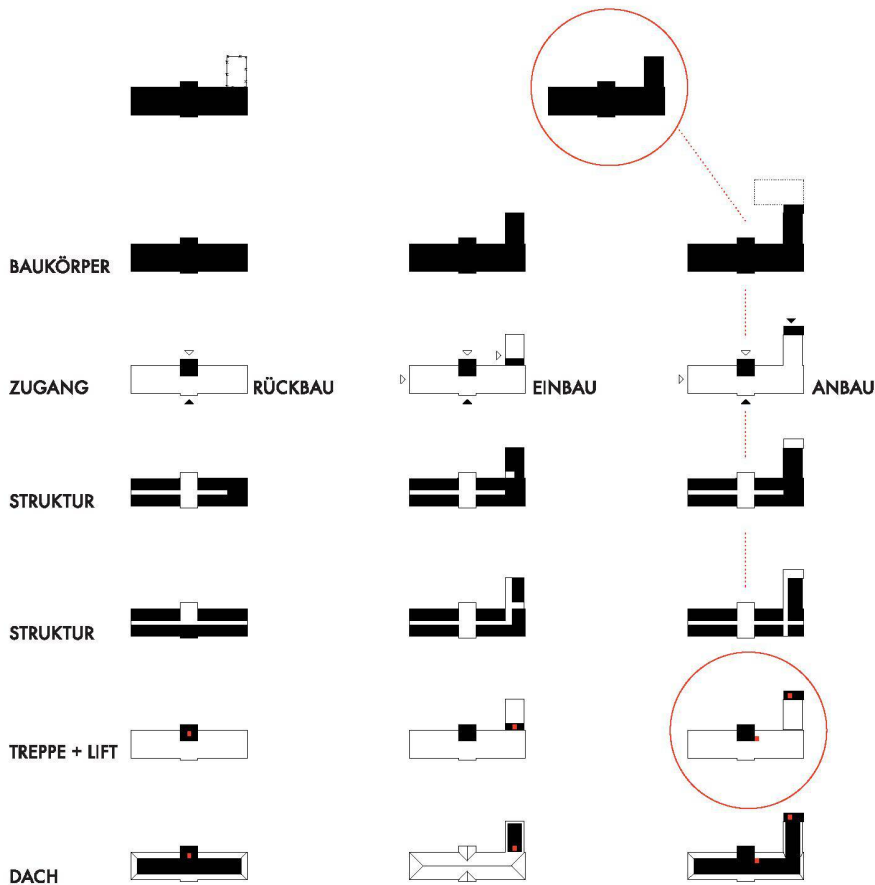 BAUKÖRPER
ZUGANG
RÜCKBAU
EINBAU
ANBAU
STRUKTUR
STRUKTUR
TREPPE + LIFT
DACH